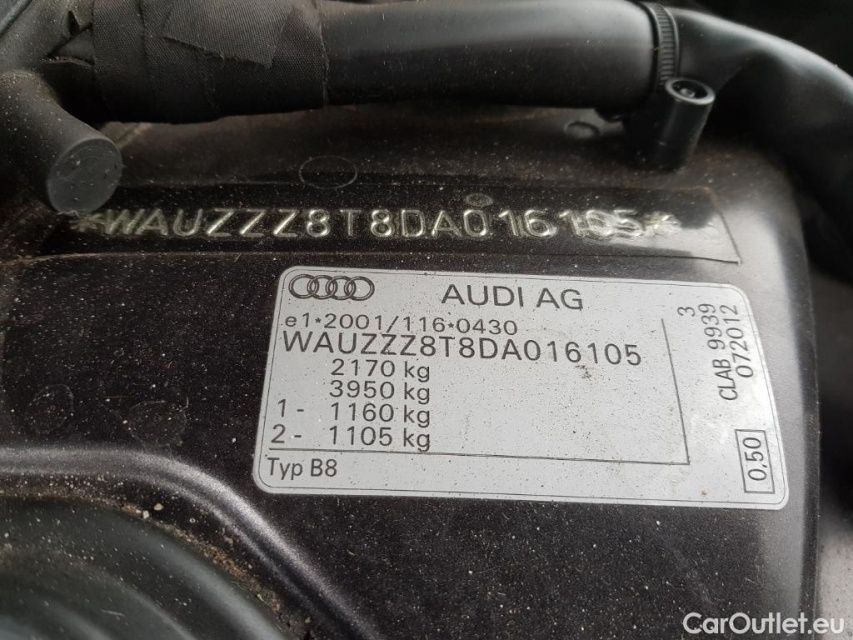 *WAUZZZ8T8DA016105*
AUDI AG
e1*2001/116*0430
WAUZZZ8T8DA016105
2170 kg
3950 kg
1- 1160 kg
2- 1105 kg
Typ B8
3
CLAB 9939
072012
0,50
CarOutlet.eu